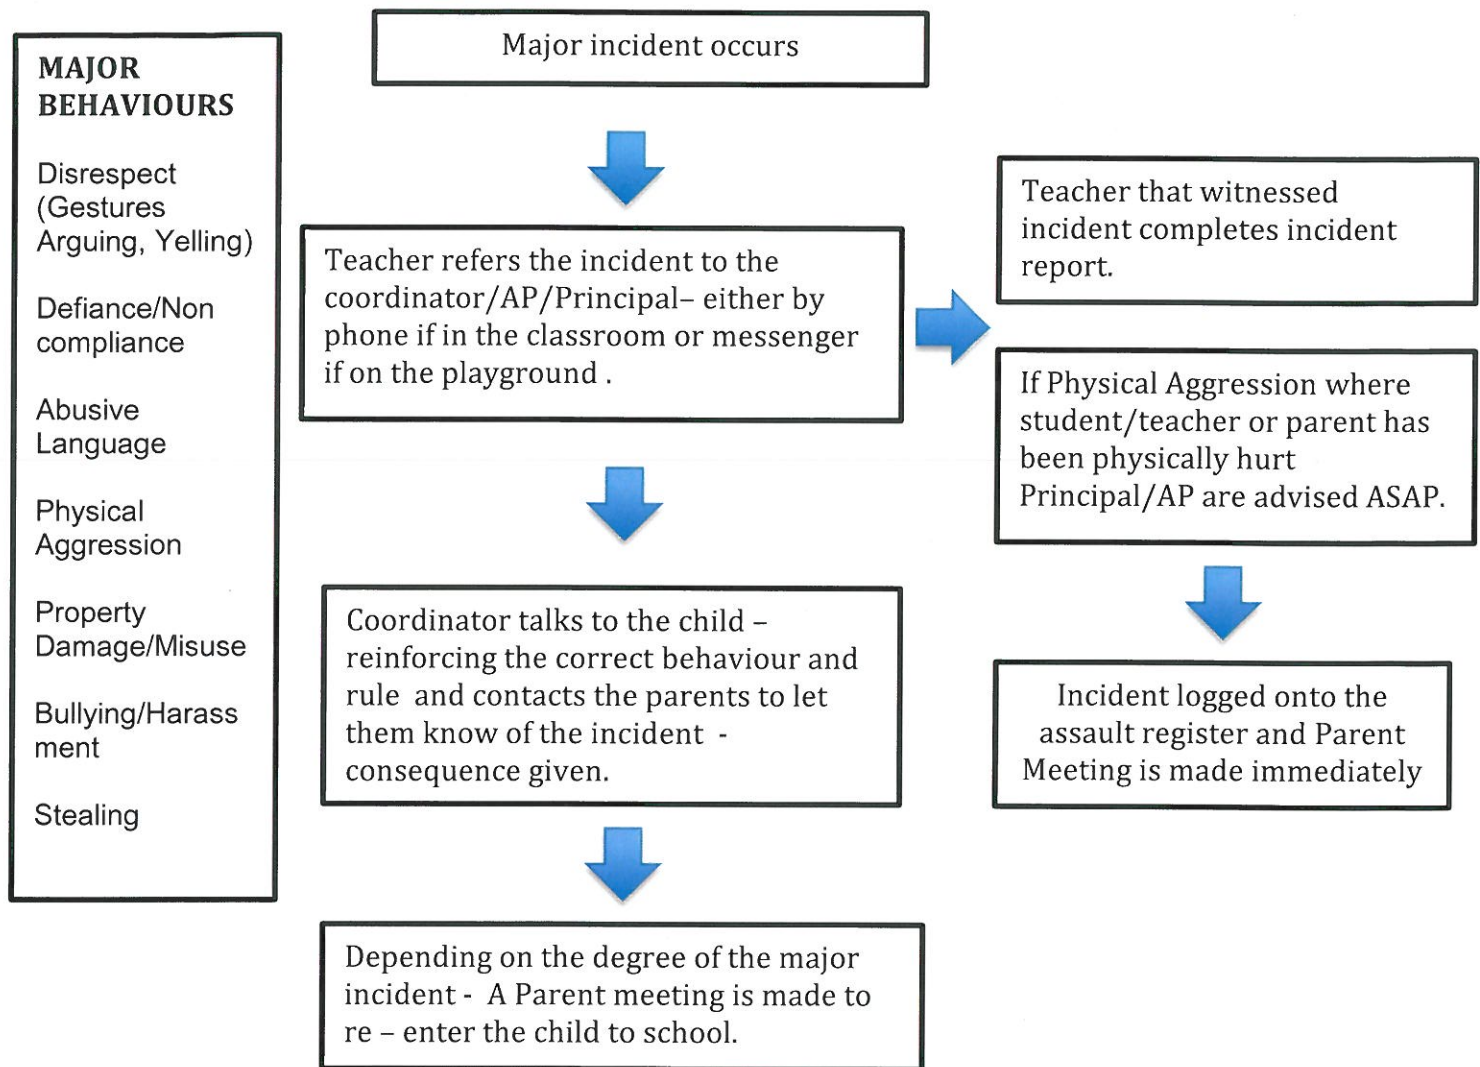 MAJOR
BEHAVIOURS
Disrespect
(Gestures
Arguing, Yelling)
Defiance/Non
compliance
Abusive
Language
Physical
Aggression
Property
Damage/Misuse
Bullying/Harass
ment
Stealing
Major incident occurs
Teacher refers the incident to the
coordinator/AP/Principal– either by
phone if in the classroom or messenger
if on the playground .
Teacher that witnessed
incident completes incident
report.
If Physical Aggression where
student/teacher or parent has
been physically hurt
Principal/AP are advised ASAP.
Incident logged onto the
assault register and Parent
Meeting is made immediately
Coordinator talks to the child –
reinforcing the correct behaviour and
rule  and contacts the parents to let
them know of the incident  -
consequence given.
Depending on the degree of the major
incident -  A Parent meeting is made to
re – enter the child to school.